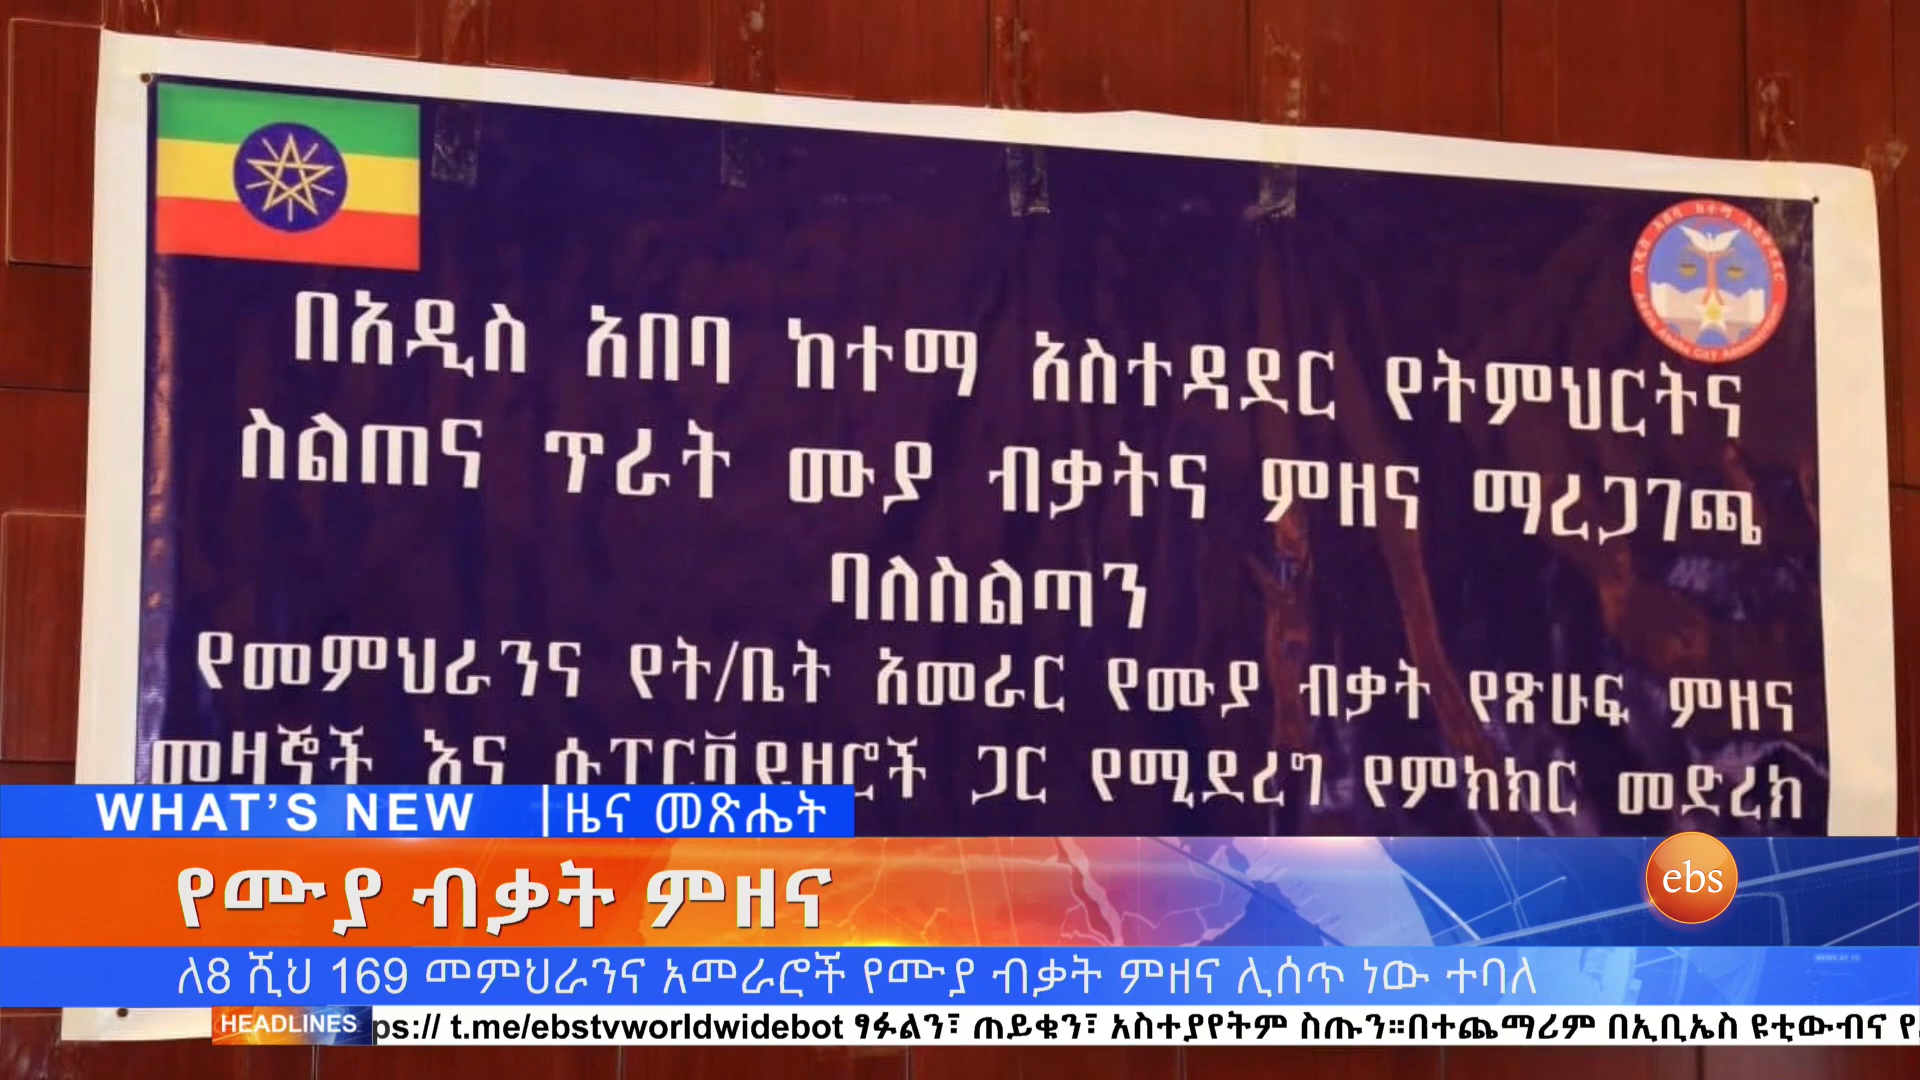 በአዲስ አበባ ከተማ አስተዳደር የትምህርትና
ስልጠና ጥራት ሙያ ብቃትና ምዘና ማረጋገጫ
ባለስልጣን
የመምህራንና የት/ቤት አመራር የሙያ ብቃት የጽሁፍ ምዘና
መዛኞች እና ሱፐርቫይዘሮች ጋር የሚደረግ የምክክር መድረክ
WHAT'S NEW |ዜና መጽሔት
የሙያ ብቃት ምዘና
ebs
ለ8 ሺህ 169 መምህራንና አመራሮች የሙያ ብቃት ምዘና ሊሰጥ ነው ተባለ
HEADLINES ps:// t.me/ebstvworldwidebot ፃፉልን፣ ጠይቁን፣ አስተያየትም ስጡን።በተጨማሪም በኢቢኤስ ዩቲውብና የ